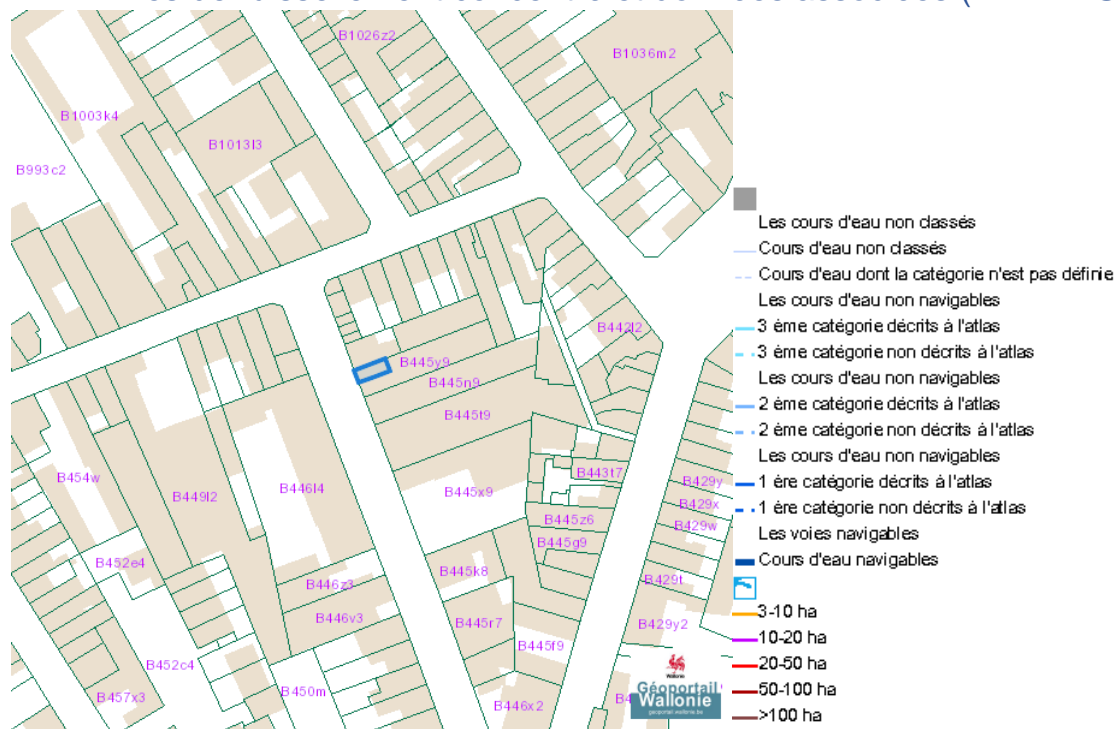 B1026z2
B1036m2
B1003k4
B1013l3
B993c2
B442l2
B445y9
B445n9
B445t9
B454w
B449l2
B446l4
B443t7
B445x9
B429y
B429x
B445z6
B429w
B445g9
B452e4
B446z3
B445k8
B429t
B446v3
B445r7
B429y2
B445f9
B452c4
B457x3
B450m
B446x2
Wallonie
Géoportail
Wallonie
geoportail.wallonie.be
Les cours d'eau non classés
Cours d'eau non classés
Cours d'eau dont la catégorie n'est pas définie
Les cours d'eau non navigables
3 ème catégorie décrits à l'atlas
3 ème catégorie non décrits à l'atlas
Les cours d'eau non navigables
2 ème catégorie décrits à l'atlas
2 ème catégorie non décrits à l'atlas
Les cours d'eau non navigables
1 ère catégorie décrits à l'atlas
1 ère catégorie non décrits à l'atlas
Les voies navigables
Cours d'eau navigables
3-10 ha
10-20 ha
20-50 ha
50-100 ha
>100 ha